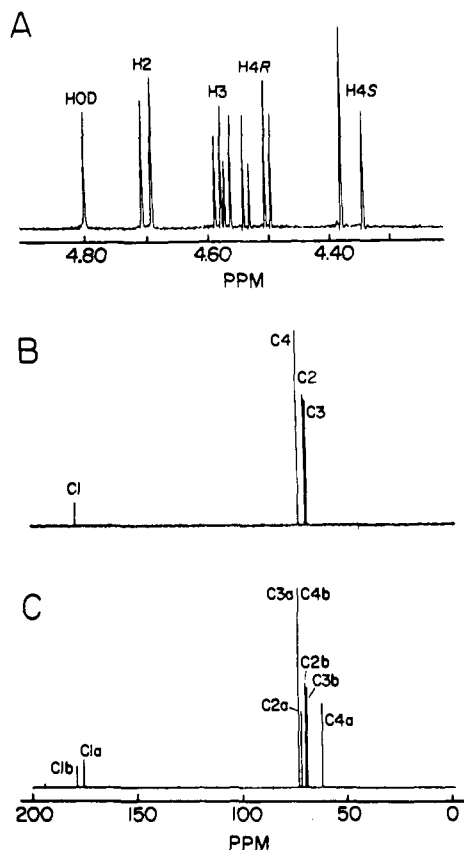 A
HOD
H2
H3
H4R
H4S
4.80
4.60
4.40
PPM
B
C4
C2
C3
C1
C
C3a C4b
C2b
C3b
C2a
C4a
C1b
C1a
200
150
100
50
0
PPM